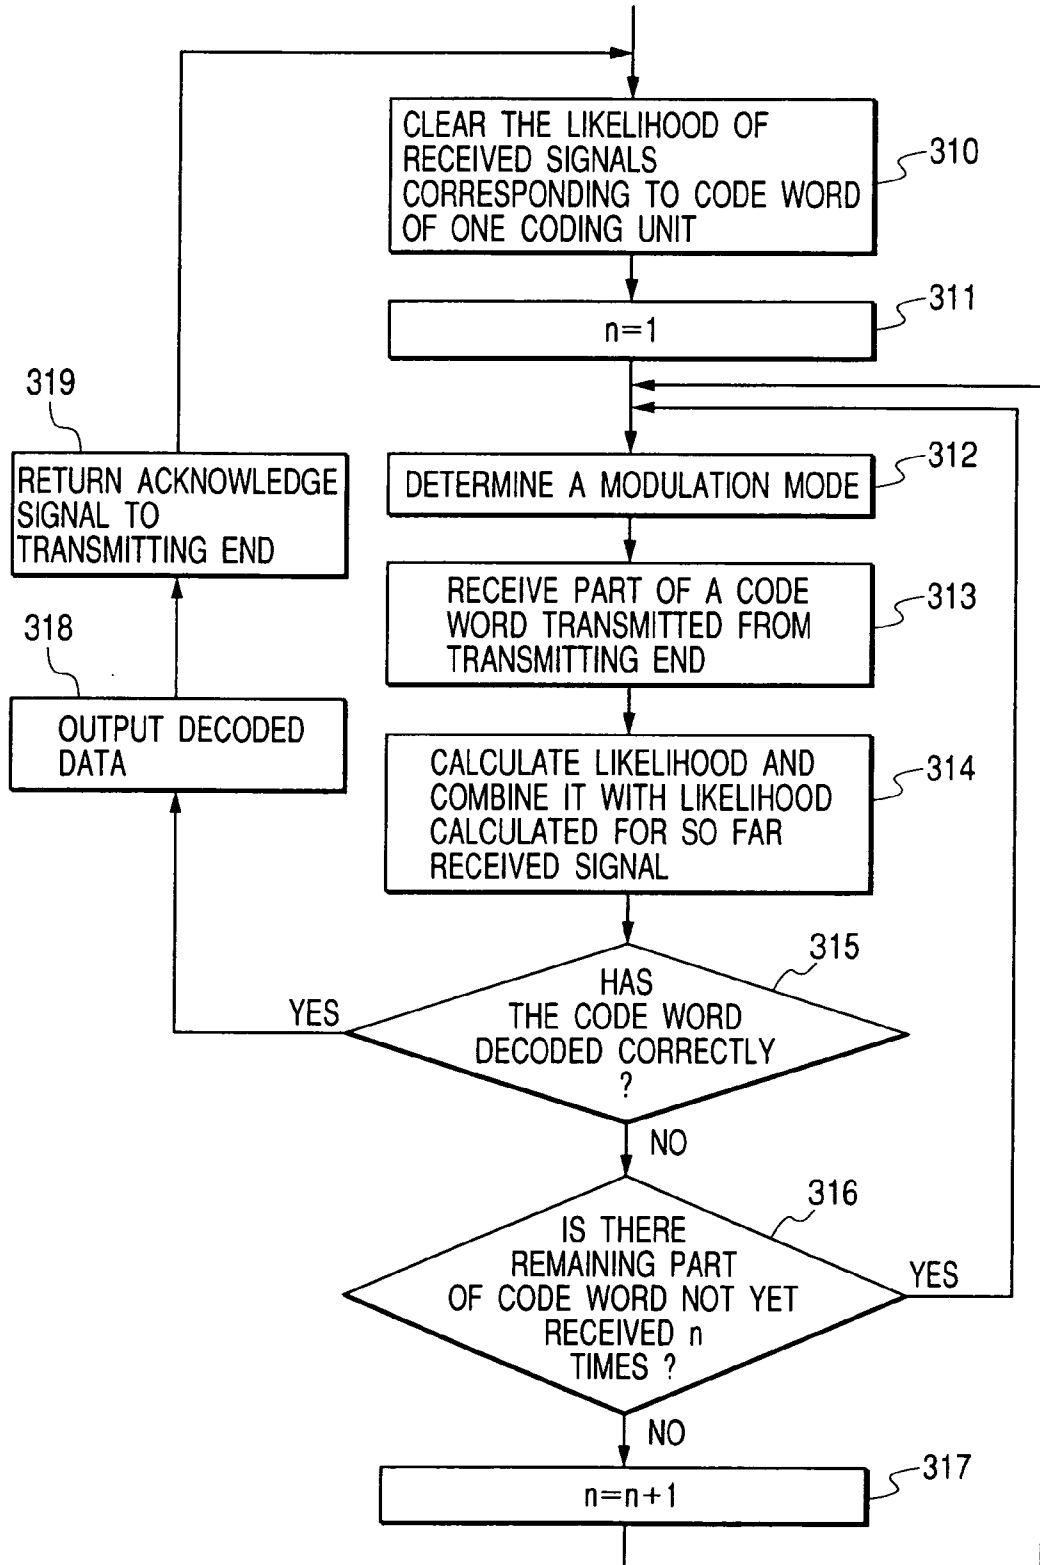 CLEAR THE LIKELIHOOD OF
RECEIVED SIGNALS
CORRESPONDING TO CODE WORD
OF ONE CODING UNIT
310
n=1
311
319
RETURN ACKNOWLEDGE
SIGNAL TO
TRANSMITTING END
DETERMINE A MODULATION MODE
312
RECEIVE PART OF A CODE
WORD TRANSMITTED FROM
TRANSMITTING END
313
318
OUTPUT DECODED
DATA
CALCULATE LIKELIHOOD AND
COMBINE IT WITH LIKELIHOOD
CALCULATED FOR SO FAR
RECEIVED SIGNAL
314
315
HAS
THE CODE WORD
DECODED CORRECTLY
?
YES
NO
316
IS THERE
REMAINING PART
OF CODE WORD NOT YET
RECEIVED n
TIMES ?
YES
NO
n=n+1
317